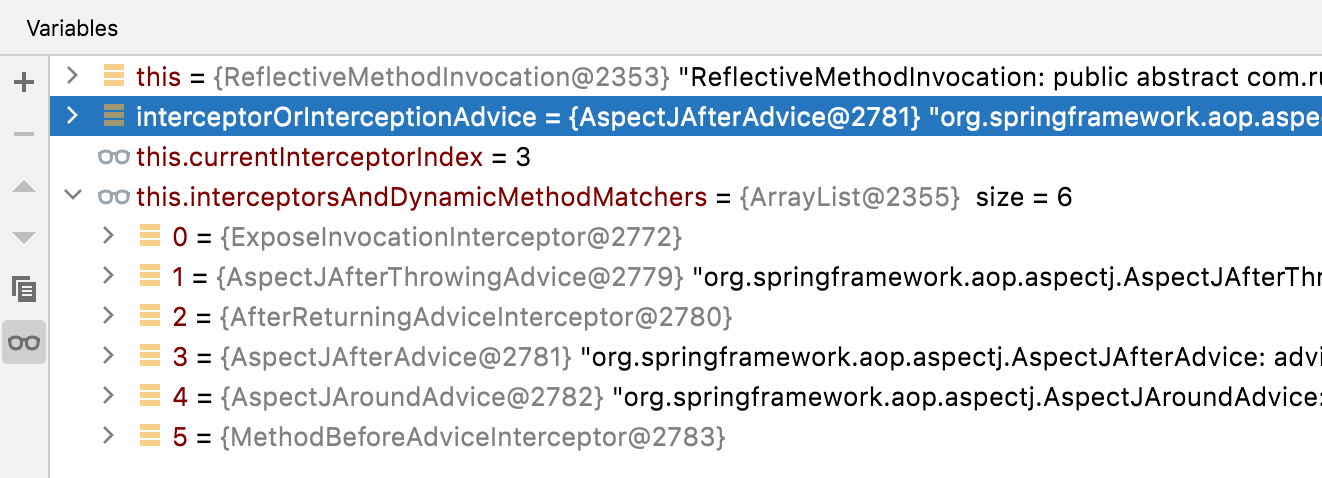 Variables
this = {ReflectiveMethodInvocation@2353} "ReflectiveMethodInvocation: public abstract com.ru
interceptorOrInterceptionAdvice = {AspectJAfterAdvice@2781} "org.springframework.aop.aspe
this.currentInterceptorIndex = 3
this.interceptorsAndDynamicMethodMatchers = {ArrayList@2355} size = 6
0 = {ExposeInvocationInterceptor@2772}
1 = {AspectJAfterThrowingAdvice@2779} "org.springframework.aop.aspectj.AspectJAfterThr
2 = {AfterReturningAdviceInterceptor@2780}
3 = {AspectJAfterAdvice@2781} "org.springframework.aop.aspectj.AspectJAfterAdvice: advi
4 = {AspectJAroundAdvice@2782} "org.springframework.aop.aspectj.AspectJAroundAdvice:
5 = {MethodBeforeAdviceInterceptor@2783}